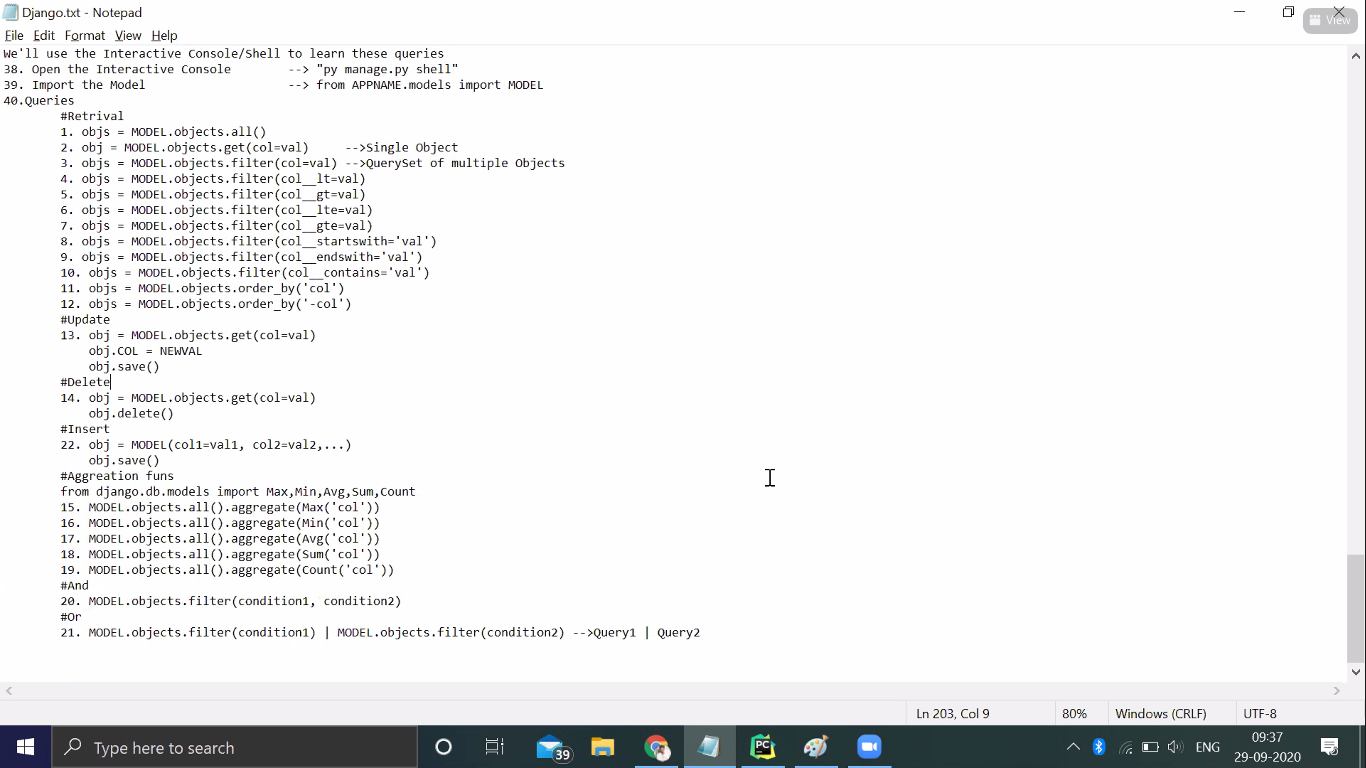 Django.txt - Notepad
View
File Edit Format View Help
We'll use the Interactive Console/Shell to learn these queries
38. Open the Interactive Console --> "py manage.py shell"
39. Import the Model --> from APPNAME.models import MODEL
40.Queries
#Retrival
1. objs = MODEL.objects.all()
2. obj = MODEL.objects.get(col=val) -->Single Object
3. objs = MODEL.objects.filter(col=val) -->QuerySet of multiple Objects
4. objs = MODEL.objects.filter(col__lt=val)
5. objs = MODEL.objects.filter(col__gt=val)
6. objs = MODEL.objects.filter(col__lte=val)
7. objs = MODEL.objects.filter(col__gte=val)
8. objs = MODEL.objects.filter(col__startswith='val')
9. objs = MODEL.objects.filter(col__endswith='val')
10. objs = MODEL.objects.filter(col__contains='val')
11. objs = MODEL.objects.order_by('col')
12. objs = MODEL.objects.order_by('-col')
#Update
13. obj = MODEL.objects.get(col=val)
obj.COL = NEWVAL
obj.save()
#Delete
14. obj = MODEL.objects.get(col=val)
obj.delete()
#Insert
22. obj = MODEL(col1=val1, col2=val2,...)
obj.save()
#Aggreation funs
from django.db.models import Max,Min,Avg,Sum,Count
15. MODEL.objects.all().aggregate(Max('col'))
16. MODEL.objects.all().aggregate(Min('col'))
17. MODEL.objects.all().aggregate(Avg('col'))
18. MODEL.objects.all().aggregate(Sum('col'))
19. MODEL.objects.all().aggregate(Count('col'))
#And
20. MODEL.objects.filter(condition1, condition2)
#Or
21. MODEL.objects.filter(condition1) | MODEL.objects.filter(condition2) -->Query1 | Query2
Ln 203, Col 9 80% Windows (CRLF) UTF-8
Type here to search 39 PC ENG 09:37
29-09-2020